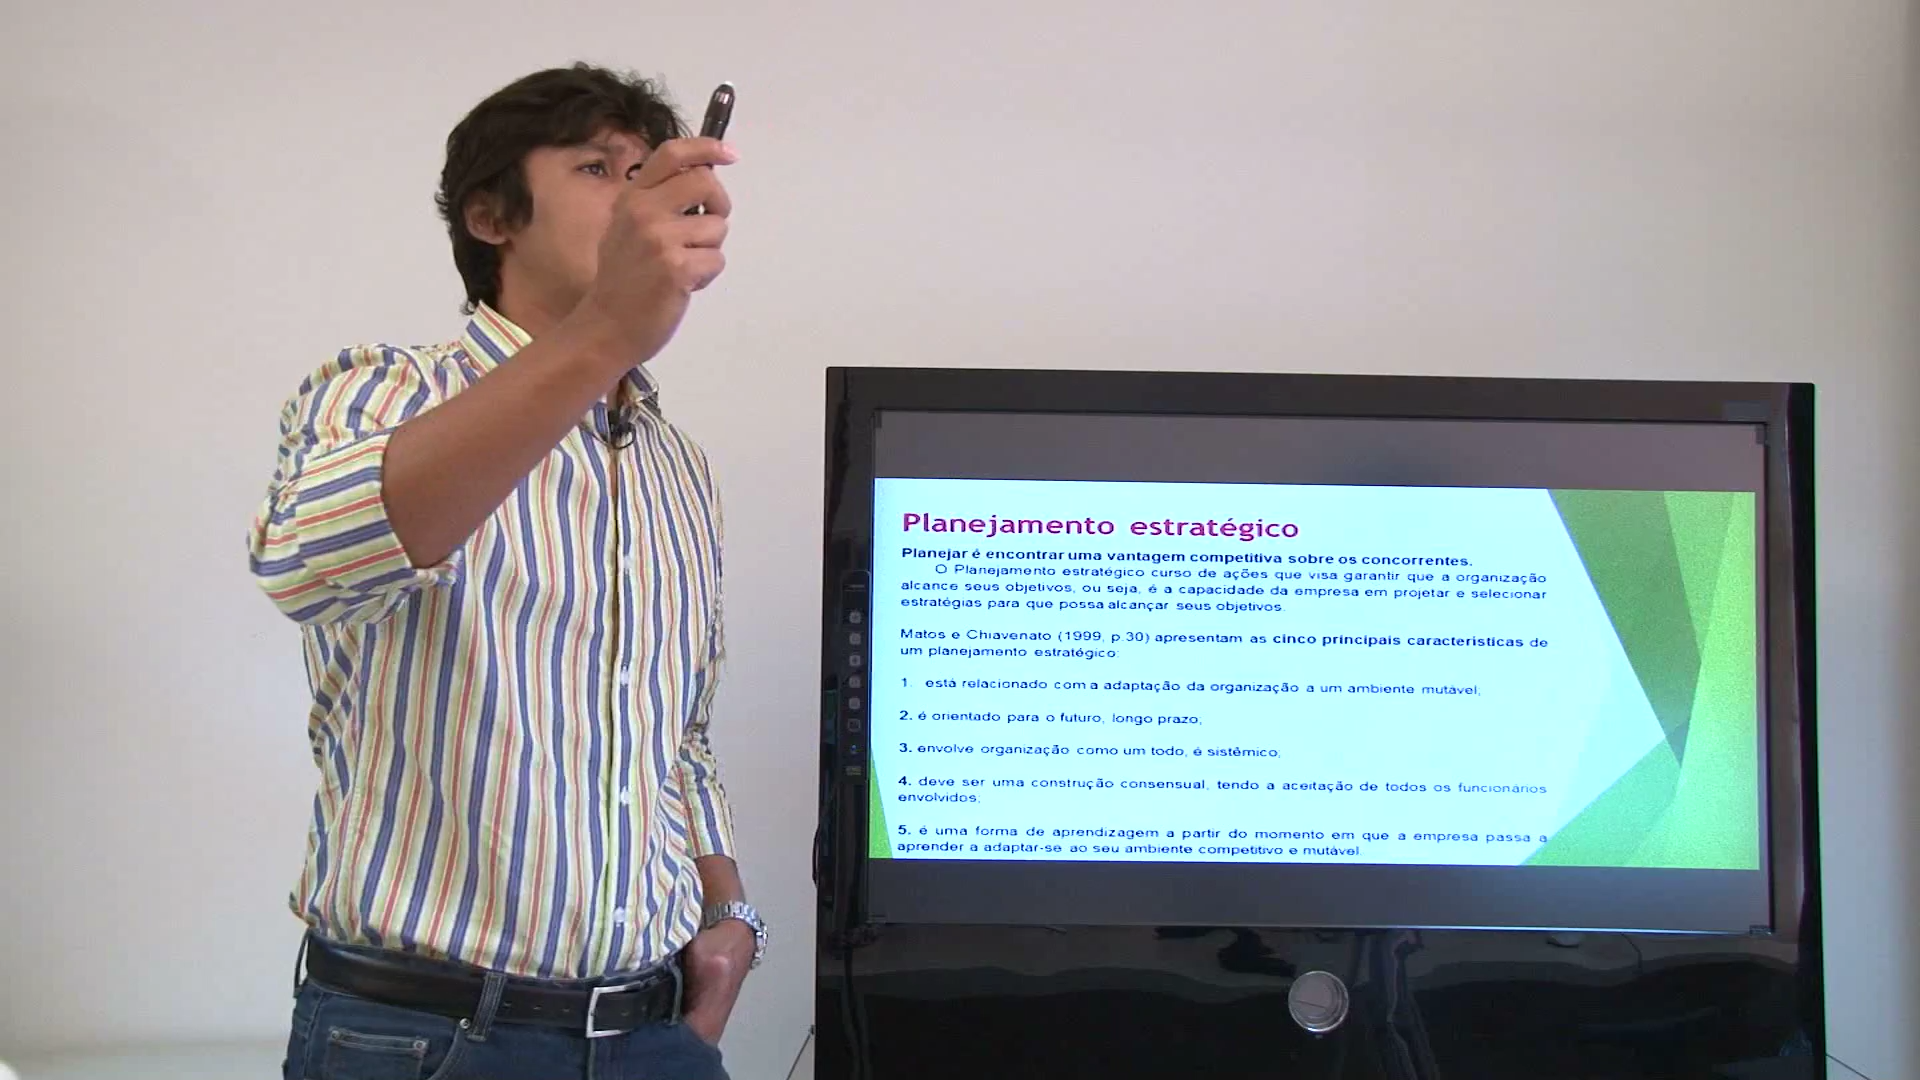 Planejamento estratégico
Planejar é encontrar uma vantagem competitiva sobre os concorrentes.
O Planejamento estratégico curso de ações que visa garantir que a organização
alcance seus objetivos, ou seja, é a capacidade da empresa em projetar e selecionar
estratégias para que possa alcançar seus objetivos.
Matos e Chiavenato (1999, p.30) apresentam as cinco principais características de
um planejamento estratégico:
1. está relacionado com a adaptação da organização a um ambiente mutável;
2. é orientado para o futuro, longo prazo;
3. envolve organização como um todo, é sistêmico;
4. deve ser uma construção consensual, tendo a aceitação de todos os funcionários
envolvidos;
5. é uma forma de aprendizagem a partir do momento em que a empresa passa a
aprender a adaptar-se ao seu ambiente competitivo e mutável.